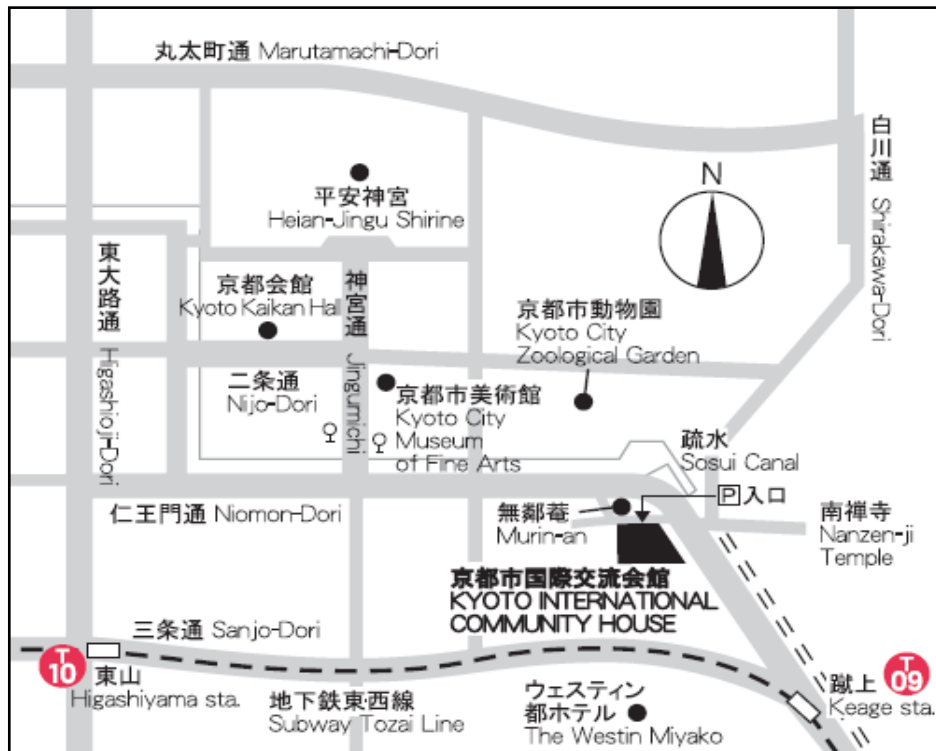 丸太町通 Marutamachi-Dori
白川通 Shirakawa-Dori
N
平安神宮
Heian-Jingu Shirine
東大路通 Higashioji-Dori
京都会館
Kyoto Kaikan Hall
神宮通 Jingumichi
京都市動物園
Kyoto City
Zoological Garden
二条通
Nijo-Dori
京都市美術館
Kyoto City
Museum
of Fine Arts
疏水
Sosui Canal
仁王門通 Niomon-Dori
無鄰菴
Murin-an
P入口
南禅寺
Nanzen-ji
Temple
京都市国際交流会館
KYOTO INTERNATIONAL
COMMUNITY HOUSE
三条通 Sanjo-Dori
T
10
東山
Higashiyama sta.
地下鉄東西線
Subway Tozai Line
ウェスティン
都ホテル
The Westin Miyako
蹴上
Keage sta.
T
09